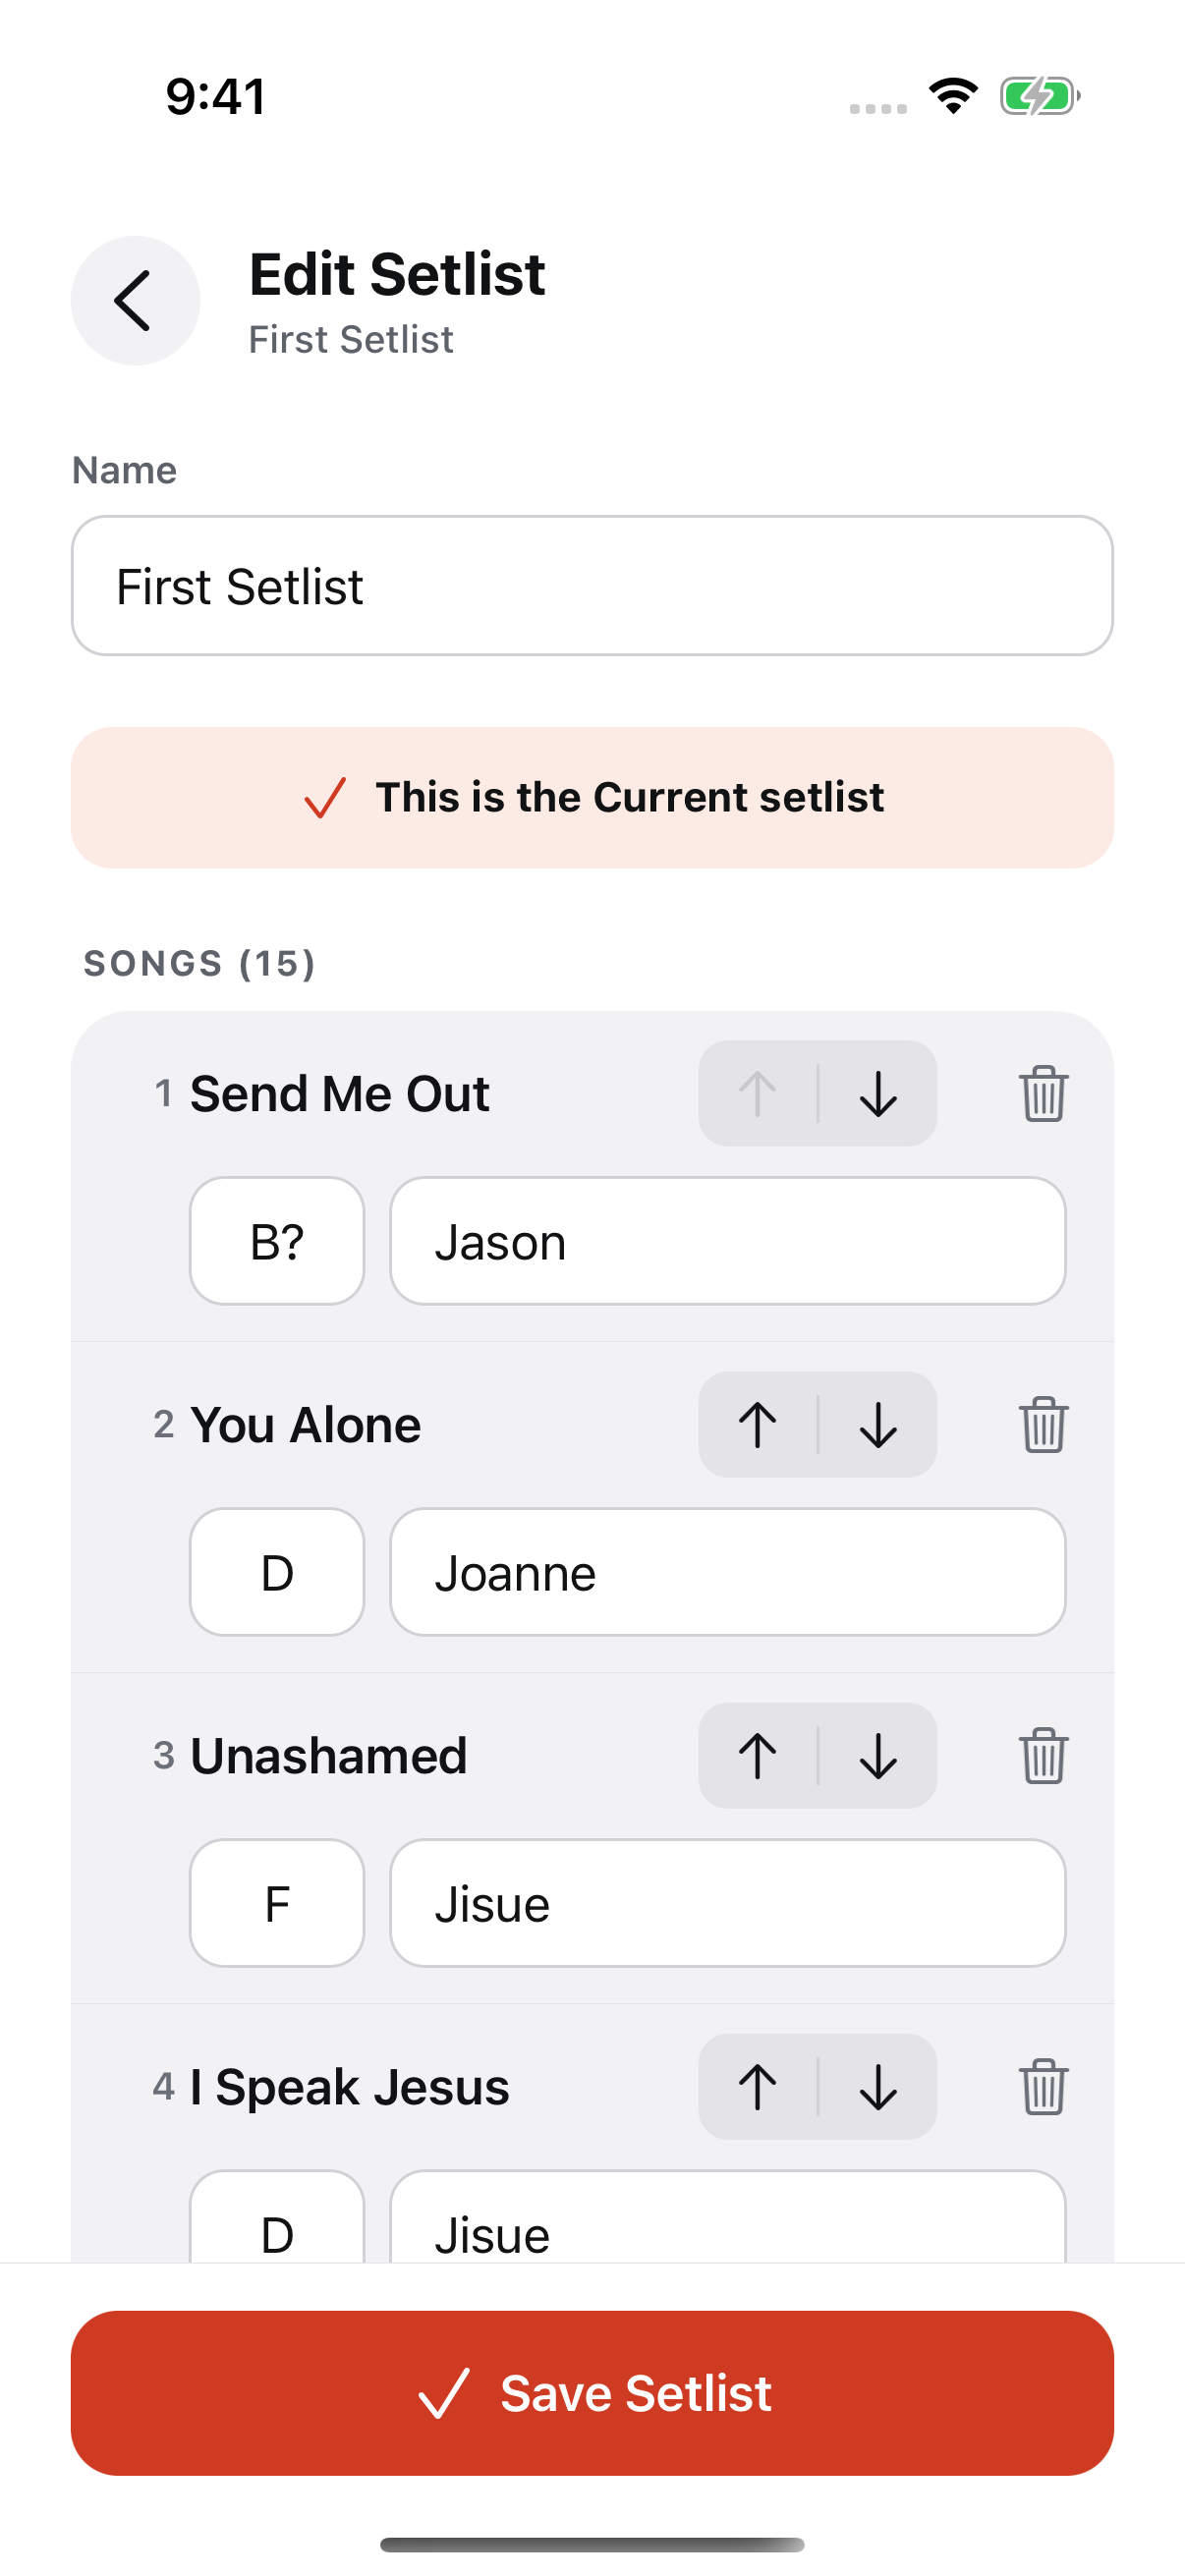 9:41
Edit Setlist
First Setlist
Name
First Setlist
This is the Current setlist
SONGS (15)
1 Send Me Out
B? Jason
2 You Alone
D Joanne
3 Unashamed
F Jisue
4 I Speak Jesus
D Jisue
Save Setlist